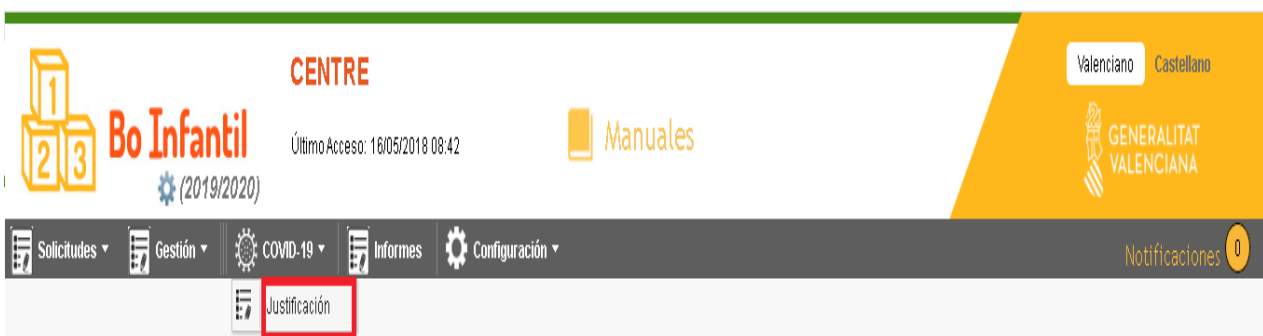 CENTRE
Valenciano Castellano
1
2 3
Bo Infantil
Último Acceso: 16/05/2018 08:42
Manuales
GENERALITAT
VALENCIANA
(2019/2020)
Solicitudes Gestión COVID-19 Informes Configuración Notificaciones 0
Justificación